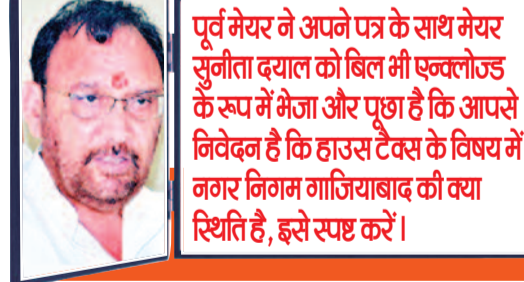 पूर्व मेयर ने अपने पत्र के साथ मेयर
सुनीता दयाल को बिल भी एन्क्लोज्ड
के रूप में भेजा और पूछा है कि आपसे
निवेदन है कि हाउस टैक्स के विषय में
नगर निगम गाजियाबाद की क्या
स्थिति है, इसे स्पष्ट करें।